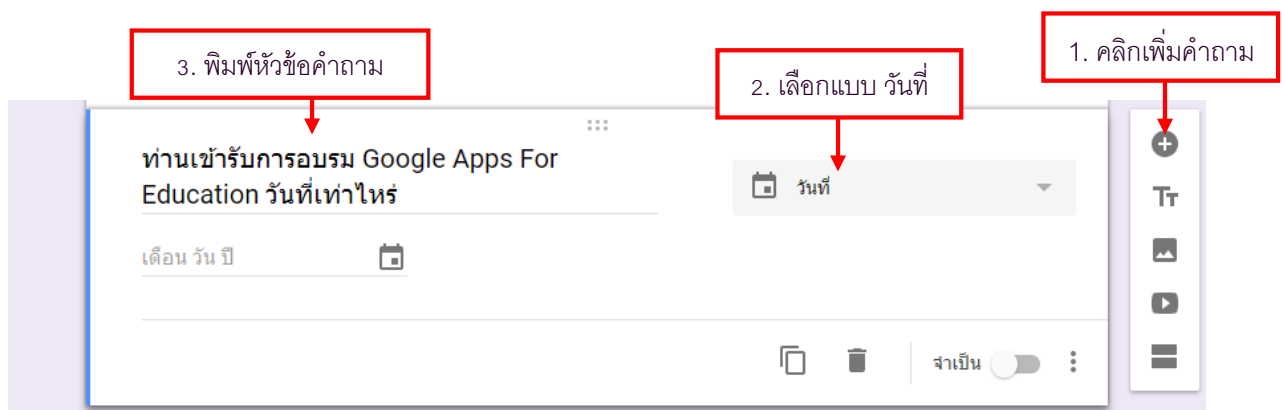 3. พิมพ์หัวข้อคำถาม
2. เลือกแบบ วันที่
1. คลิกเพิ่มคำถาม
ท่านเข้ารับการอบรม Google Apps For
Education วันที่เท่าไหร่
วันที่
เดือน วัน ปี
จำเป็น
Tт